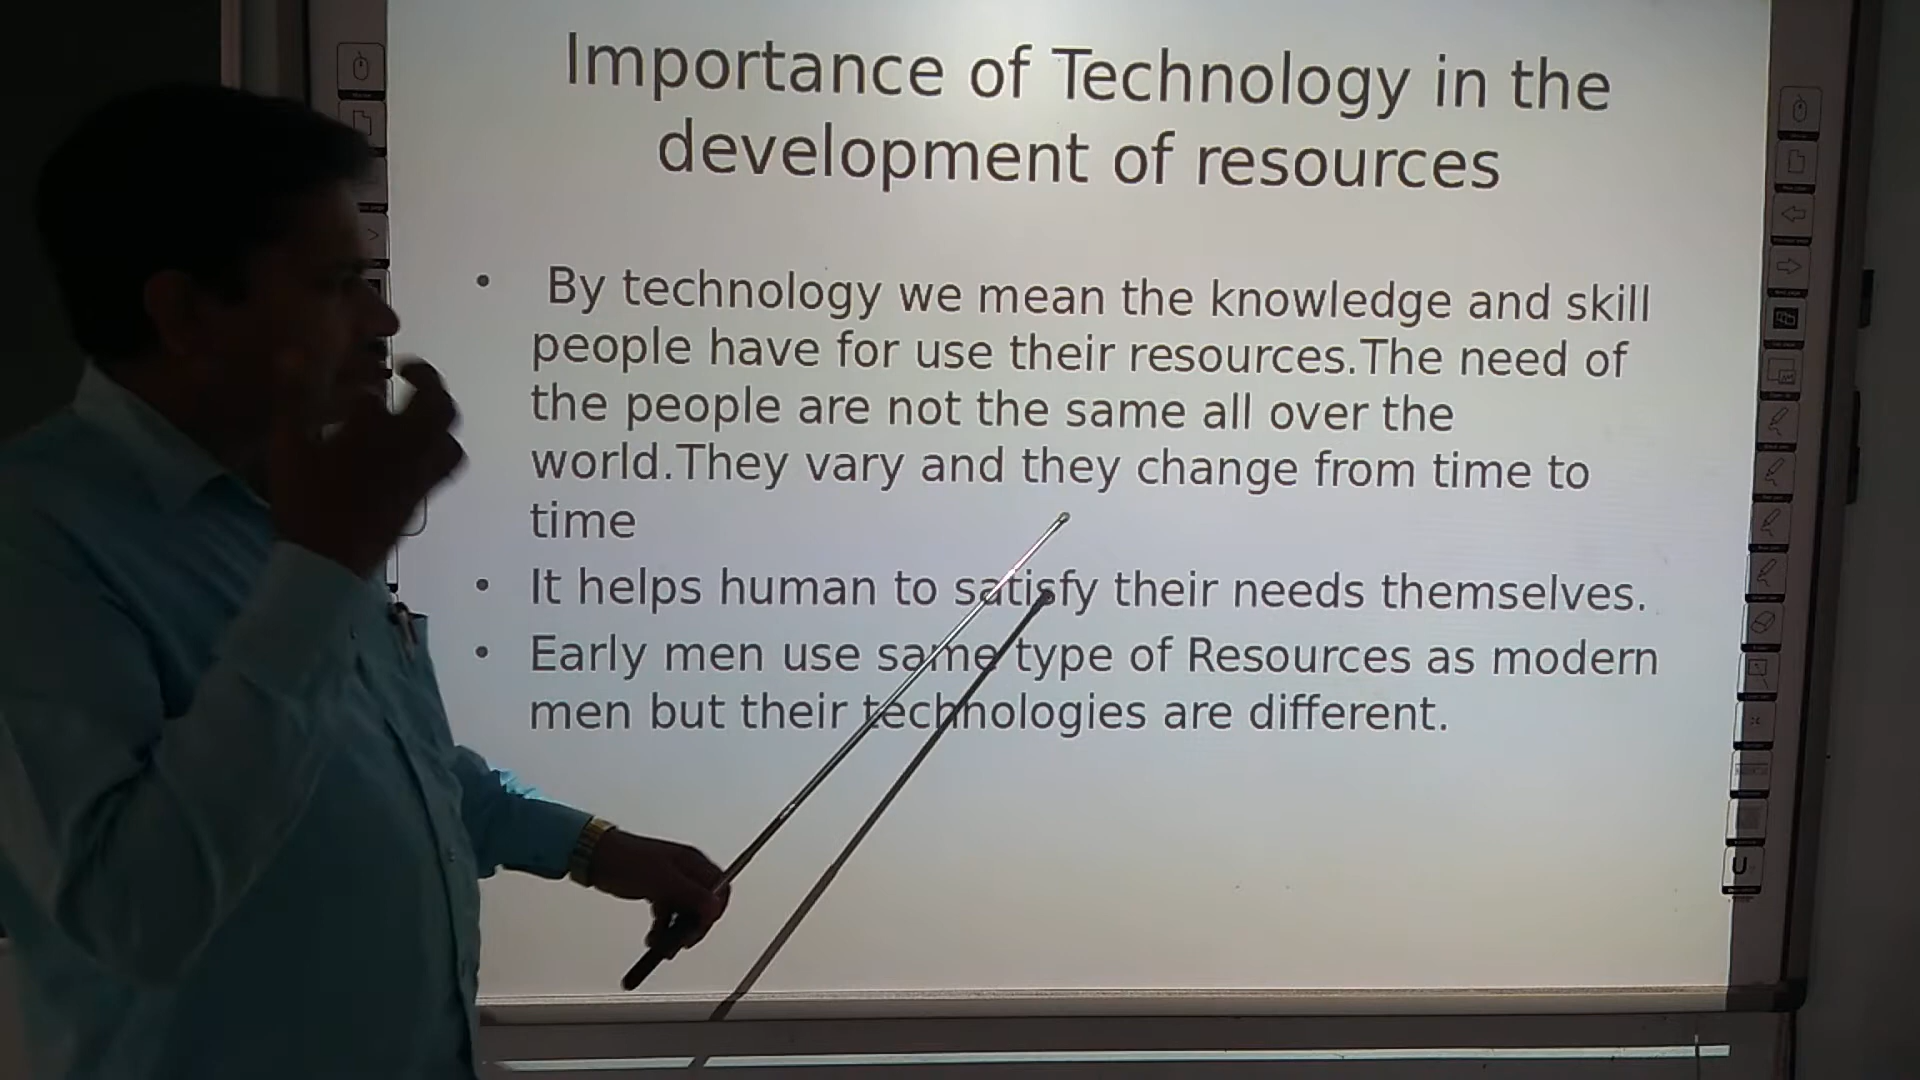 Importance of Technology in the
development of resources
• By technology we mean the knowledge and skill
people have for use their resources.The need of
the people are not the same all over the
world.They vary and they change from time to
time
• It helps human to satisfy their needs themselves.
• Early men use same type of Resources as modern
men but their technologies are different.